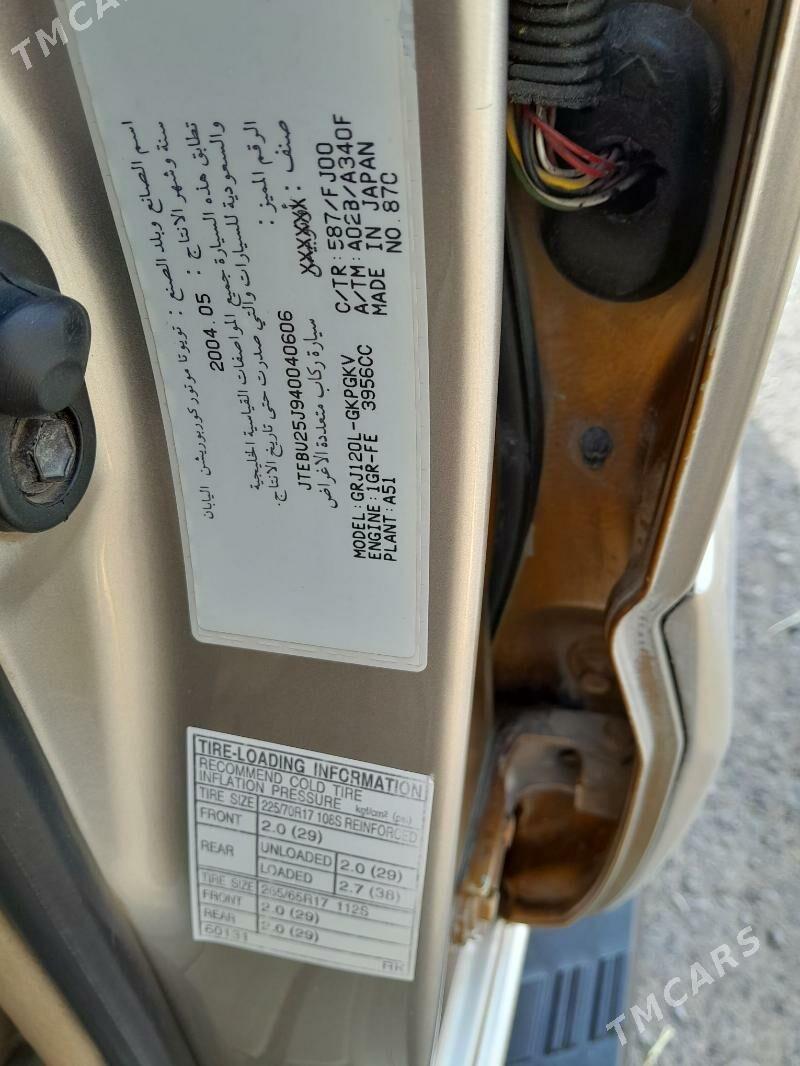 TMCARS
اسم الصانع وبلد الصنع : تويوتا موتور كوربوريشن اليابان
سنة وشهر الانتاج : 2004.05
تطابق هذه السيارة جميع المواصفات القياسية الخليجية
والسعودية للسيارات والتي صدرت حتى تاريخ الانتاج.
الرقم المميز : JTEBU25J940040606
صنف : سيارة ركاب متعددة الاغراض
MODEL:GRJ120L-GKPGKV C/TR:587/FJ00
ENGINE:1GR-FE 3956CC A/TM:A02B/A340F
PLANT:A51 MADE IN JAPAN
NO.87C
TIRE-LOADING INFORMATION
RECOMMEND COLD TIRE
INFLATION PRESSURE kgf/cm2 (psi)
TIRE SIZE 225/70R17 108S REINFORCED
FRONT 2.0 (29)
REAR UNLOADED 2.0 (29)
LOADED 2.7 (38)
TIRE SIZE 265/65R17 112S
FRONT 2.0 (29)
REAR 2.0 (29)
60131 RK
TMCARS